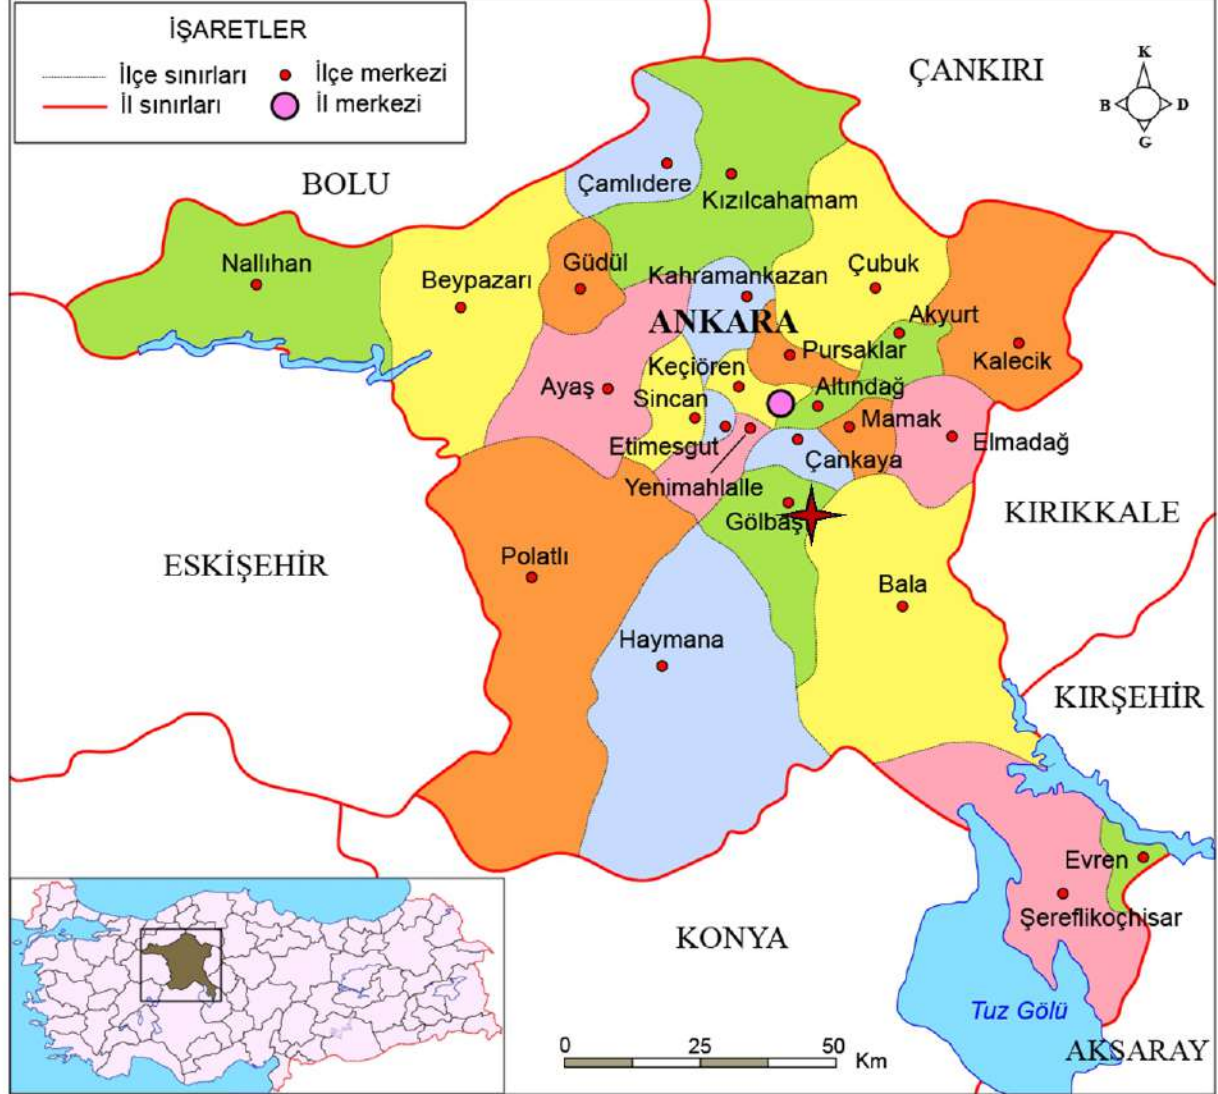 İŞARETLER
İlçe sınırları
İlçe merkezi
İl sınırları
İl merkezi
ÇANKIRI
K
B
D
G
BOLU
Çamlıdere
Kızılcahamam
Nallıhan
Beypazarı
Güdül
Kahramankazan
Çubuk
ANKARA
Akyurt
Pursaklar
Kalecik
Keçiören
Ayaş
Altındağ
Sincan
Mamak
Etimesgut
Elmadağ
Çankaya
Yenimahlalle
Gölbaşı
KIRIKKALE
ESKİŞEHİR
Polatlı
Bala
Haymana
KIRŞEHİR
Evren
Şereflikoçhisar
KONYA
Tuz Gölü
0 25 50
Km
AKSARAY